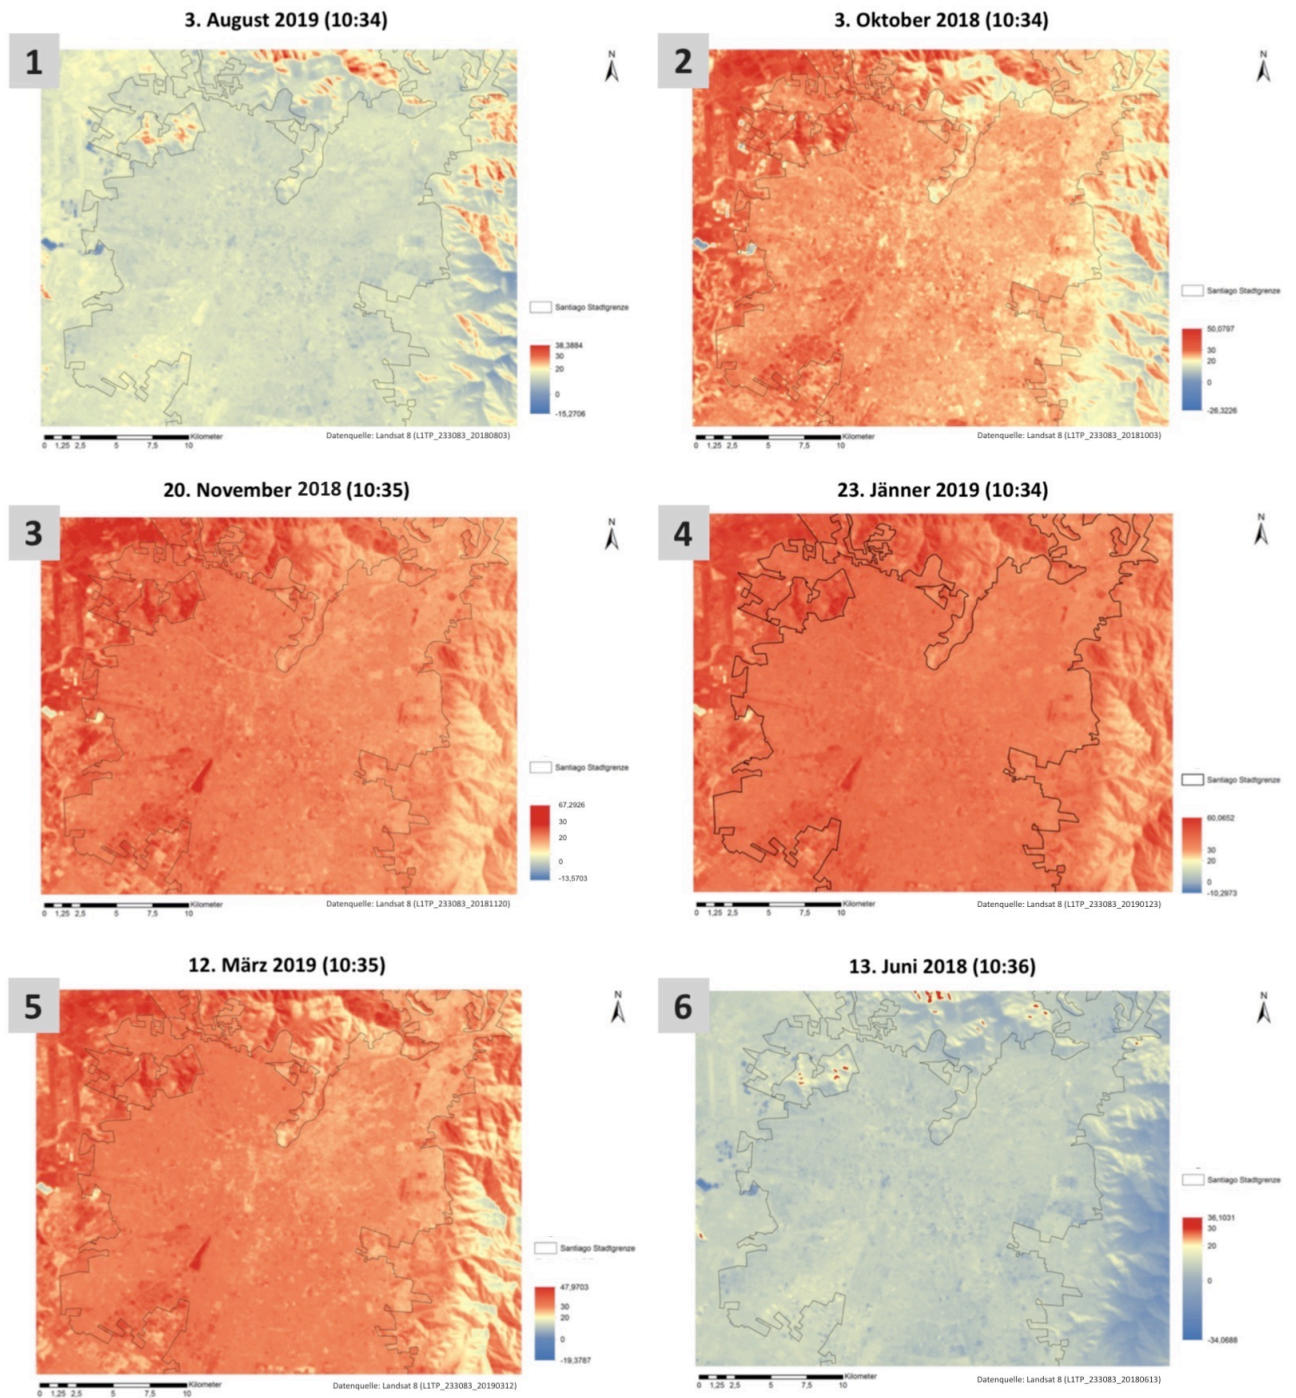 3. August 2019 (10:34)
1
N
Santiago Stadtgrenze
38,3884
30
20
0
-15,2706
0 1,25 2,5 5 7,5 10
Kilometer
Datenquelle: Landsat 8 (L1TP_233083_20180803)
3. Oktober 2018 (10:34)
2
N
Santiago Stadtgrenze
50,0797
30
20
0
-26,3226
0 1,25 2,5 5 7,5 10
Kilometer
Datenquelle: Landsat 8 (L1TP_233083_20181003)
20. November 2018 (10:35)
3
N
Santiago Stadtgrenze
67,2926
30
20
0
-13,5703
0 1,25 2,5 5 7,5 10
Kilometer
Datenquelle: Landsat 8 (L1TP_233083_20181120)
23. Jänner 2019 (10:34)
4
N
Santiago Stadtgrenze
60,0652
30
20
0
-10,2973
0 1,25 2,5 5 7,5 10
Kilometer
Datenquelle: Landsat 8 (L1TP_233083_20190123)
12. März 2019 (10:35)
5
N
Santiago Stadtgrenze
47,9703
30
20
0
-19,3787
0 1,25 2,5 5 7,5 10
Kilometer
Datenquelle: Landsat 8 (L1TP_233083_20190312)
13. Juni 2018 (10:36)
6
N
Santiago Stadtgrenze
36,1031
30
20
0
-34,0688
0 1,25 2,5 5 7,5 10
Kilometer
Datenquelle: Landsat 8 (L1TP_233083_20180613)